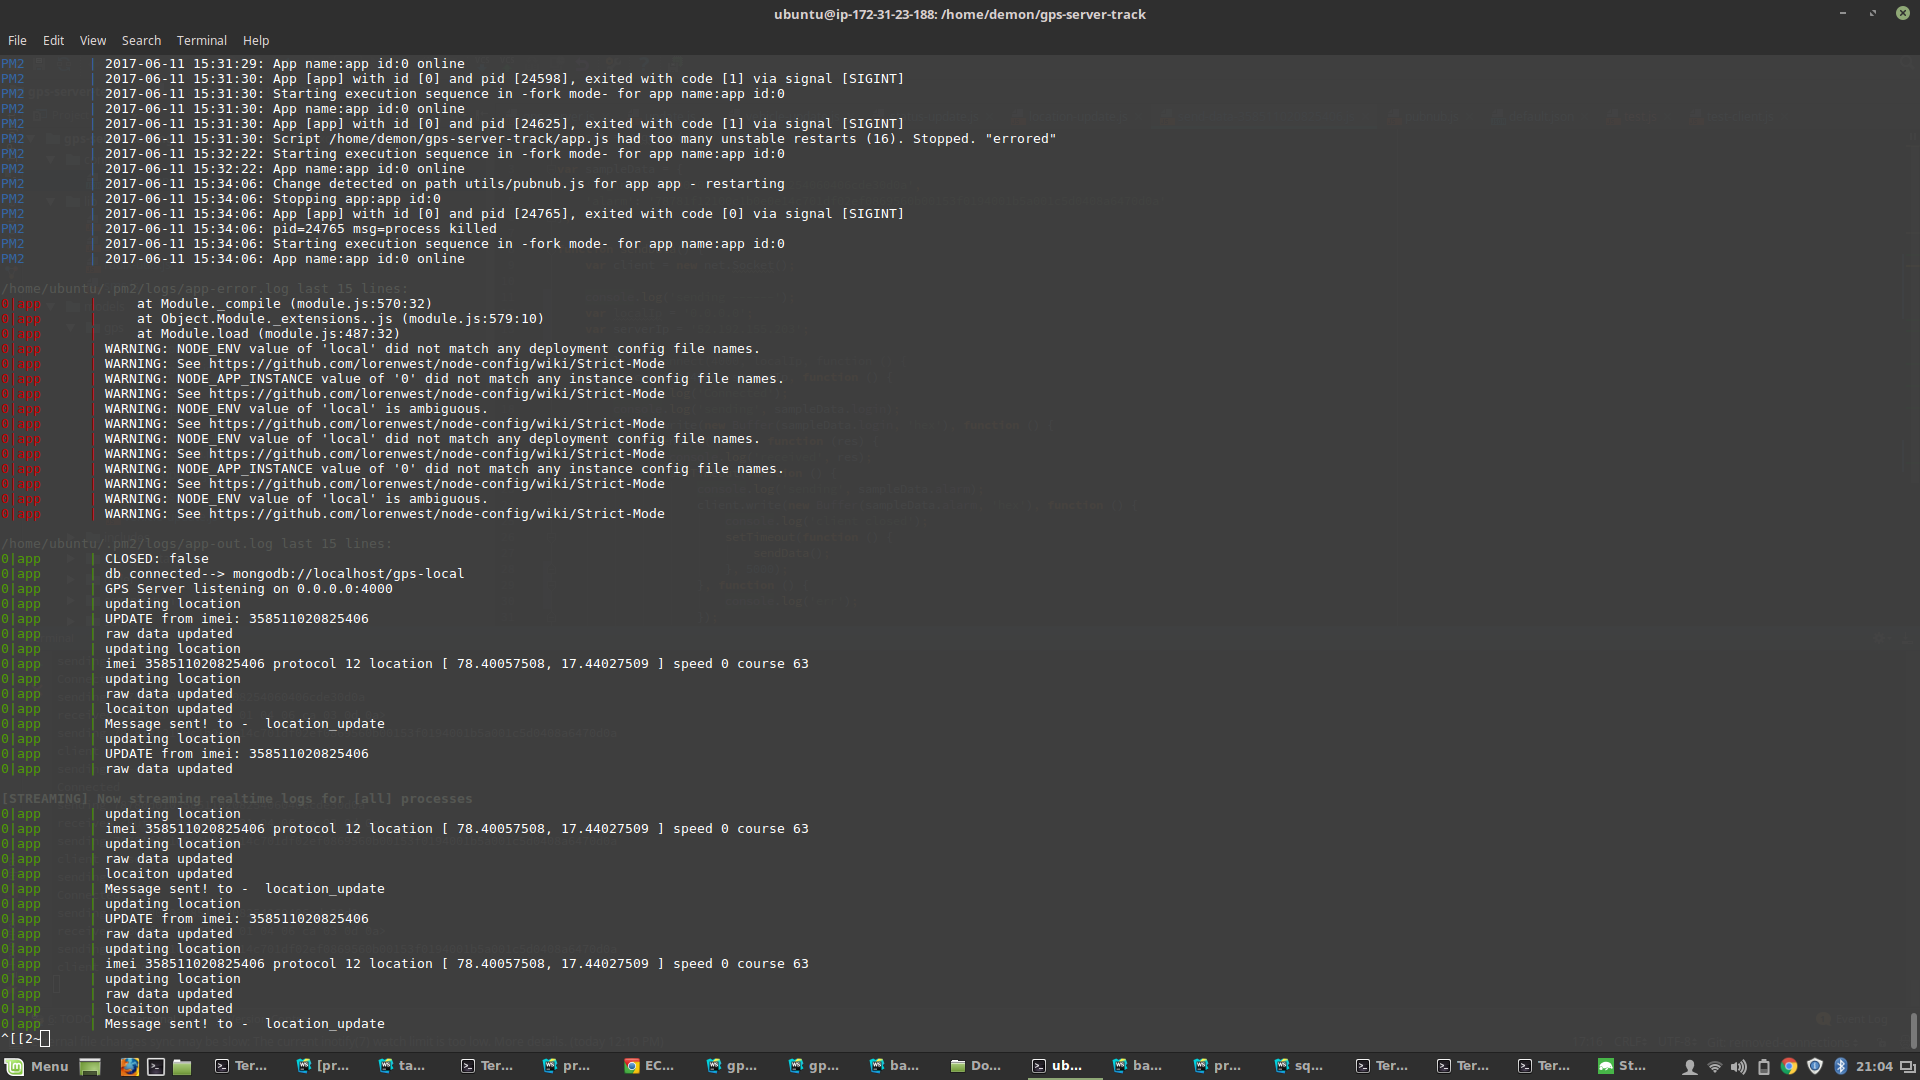 ubuntu@ip-172-31-23-188: /home/demon/gps-server-track
File Edit View Search Terminal Help
PM2 | 2017-06-11 15:31:29: App name:app id:0 online
PM2 | 2017-06-11 15:31:30: App [app] with id [0] and pid [24598], exited with code [1] via signal [SIGINT]
PM2 | 2017-06-11 15:31:30: Starting execution sequence in -fork mode- for app name:app id:0
PM2 | 2017-06-11 15:31:30: App name:app id:0 online
PM2 | 2017-06-11 15:31:30: App [app] with id [0] and pid [24625], exited with code [1] via signal [SIGINT]
PM2 | 2017-06-11 15:31:30: Script /home/demon/gps-server-track/app.js had too many unstable restarts (16). Stopped. "errored"
PM2 | 2017-06-11 15:32:22: Starting execution sequence in -fork mode- for app name:app id:0
PM2 | 2017-06-11 15:32:22: App name:app id:0 online
PM2 | 2017-06-11 15:34:06: Change detected on path utils/pubnub.js for app app - restarting
PM2 | 2017-06-11 15:34:06: Stopping app:app id:0
PM2 | 2017-06-11 15:34:06: App [app] with id [0] and pid [24765], exited with code [0] via signal [SIGINT]
PM2 | 2017-06-11 15:34:06: pid=24765 msg=process killed
PM2 | 2017-06-11 15:34:06: Starting execution sequence in -fork mode- for app name:app id:0
PM2 | 2017-06-11 15:34:06: App name:app id:0 online
/home/ubuntu/.pm2/logs/app-error.log last 15 lines:
0|app | at Module._compile (module.js:570:32)
0|app | at Object.Module._extensions..js (module.js:579:10)
0|app | at Module.load (module.js:487:32)
0|app | WARNING: NODE_ENV value of 'local' did not match any deployment config file names.
0|app | WARNING: See https://github.com/lorenwest/node-config/wiki/Strict-Mode
0|app | WARNING: NODE_APP_INSTANCE value of '0' did not match any instance config file names.
0|app | WARNING: See https://github.com/lorenwest/node-config/wiki/Strict-Mode
0|app | WARNING: NODE_ENV value of 'local' is ambiguous.
0|app | WARNING: See https://github.com/lorenwest/node-config/wiki/Strict-Mode
0|app | WARNING: NODE_ENV value of 'local' did not match any deployment config file names.
0|app | WARNING: See https://github.com/lorenwest/node-config/wiki/Strict-Mode
0|app | WARNING: NODE_APP_INSTANCE value of '0' did not match any instance config file names.
0|app | WARNING: See https://github.com/lorenwest/node-config/wiki/Strict-Mode
0|app | WARNING: NODE_ENV value of 'local' is ambiguous.
0|app | WARNING: See https://github.com/lorenwest/node-config/wiki/Strict-Mode
/home/ubuntu/.pm2/logs/app-out.log last 15 lines:
0|app | CLOSED: false
0|app | db connected--> mongodb://localhost/gps-local
0|app | GPS Server listening on 0.0.0.0:4000
0|app | updating location
0|app | UPDATE from imei: 358511020825406
0|app | raw data updated
0|app | updating location
0|app | imei 358511020825406 protocol 12 location [ 78.40057508, 17.44027509 ] speed 0 course 63
0|app | updating location
0|app | raw data updated
0|app | locaiton updated
0|app | Message sent! to - location_update
0|app | updating location
0|app | UPDATE from imei: 358511020825406
0|app | raw data updated
[STREAMING] Now streaming realtime logs for [all] processes
0|app | updating location
0|app | imei 358511020825406 protocol 12 location [ 78.40057508, 17.44027509 ] speed 0 course 63
0|app | updating location
0|app | raw data updated
0|app | locaiton updated
0|app | Message sent! to - location_update
0|app | updating location
0|app | UPDATE from imei: 358511020825406
0|app | raw data updated
0|app | updating location
0|app | imei 358511020825406 protocol 12 location [ 78.40057508, 17.44027509 ] speed 0 course 63
0|app | updating location
0|app | raw data updated
0|app | locaiton updated
0|app | Message sent! to - location_update
^[[2~
Menu Ter... [pr... ta... Ter... pr... EC... gp... gp... ba... Do... ub... ba... pr... sq... Ter... Ter... Ter... St... 21:04